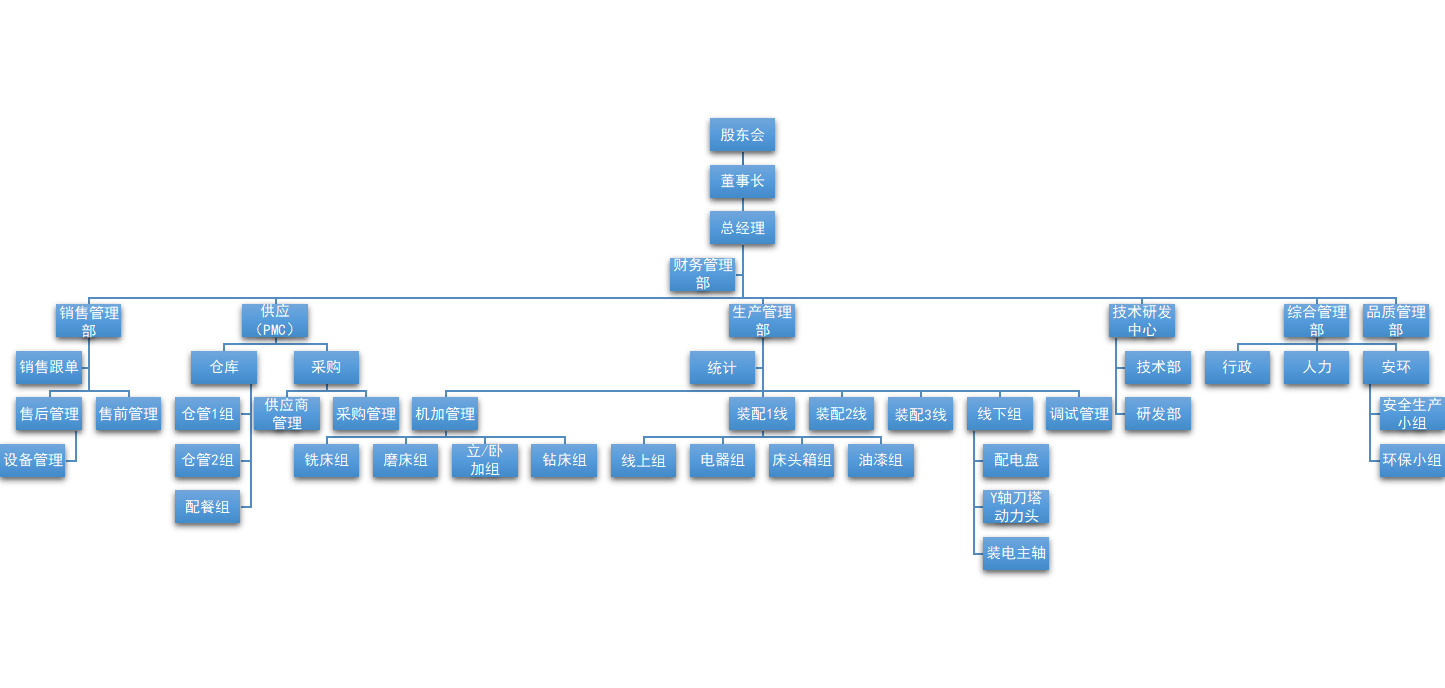 股东会
董事长
总经理
财务管理
部
销售管理
部
供应
（PMC）
生产管理
部
技术研发
中心
综合管理
部
品质管理
部
销售跟单
仓库
采购
统计
技术部
行政
人力
安环
售后管理
售前管理
仓管1组
供应商
管理
采购管理
机加管理
装配1线
装配2线
装配3线
线下组
调试管理
研发部
安全生产
小组
设备管理
仓管2组
铣床组
磨床组
立/卧
加组
钻床组
线上组
电器组
床头箱组
油漆组
配电盘
环保小组
配餐组
Y轴刀塔
动力头
装电主轴